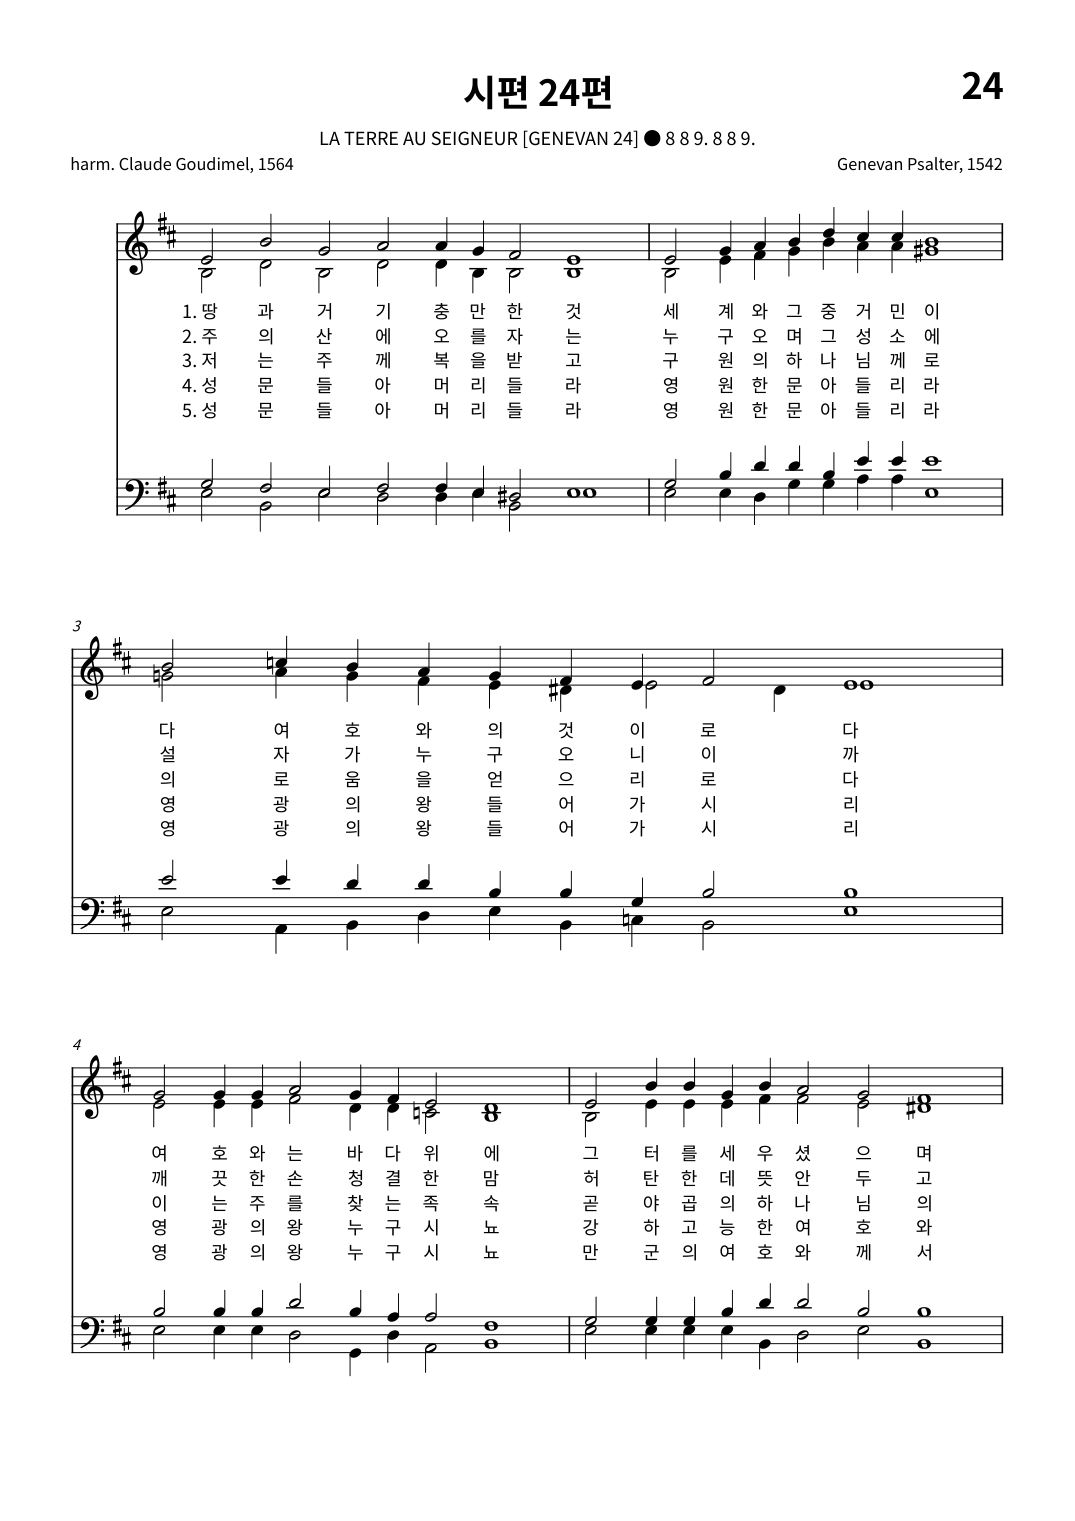 시편 24편
24
LA TERRE AU SEIGNEUR [GENEVAN 24] ● 8 8 9. 8 8 9.
harm. Claude Goudimel, 1564
Genevan Psalter, 1542
1. 땅 과 거 기 충 만 한 것 세 계 와 그 중 거 민 이
2. 주 의 산 에 오 를 자 는 누 구 오 며 그 성 소 에
3. 저 는 주 께 복 을 받 고 구 원 의 하 나 님 께 로
4. 성 문 들 아 머 리 들 라 영 원 한 문 아 들 리 라
5. 성 문 들 아 머 리 들 라 영 원 한 문 아 들 리 라
3
다 여 호 와 의 것 이 로 다
설 자 가 누 구 오 니 이 까
의 로 움 을 얻 으 리 로 다
영 광 의 왕 들 어 가 시 리
영 광 의 왕 들 어 가 시 리
4
여 호 와 는 바 다 위 에 그 터 를 세 우 셨 으 며
깨 끗 한 손 청 결 한 맘 허 탄 한 데 뜻 안 두 고
이 는 주 를 찾 는 족 속 곧 야 곱 의 하 나 님 의
영 광 의 왕 누 구 시 뇨 강 하 고 능 한 여 호 와
영 광 의 왕 누 구 시 뇨 만 군 의 여 호 와 께 서